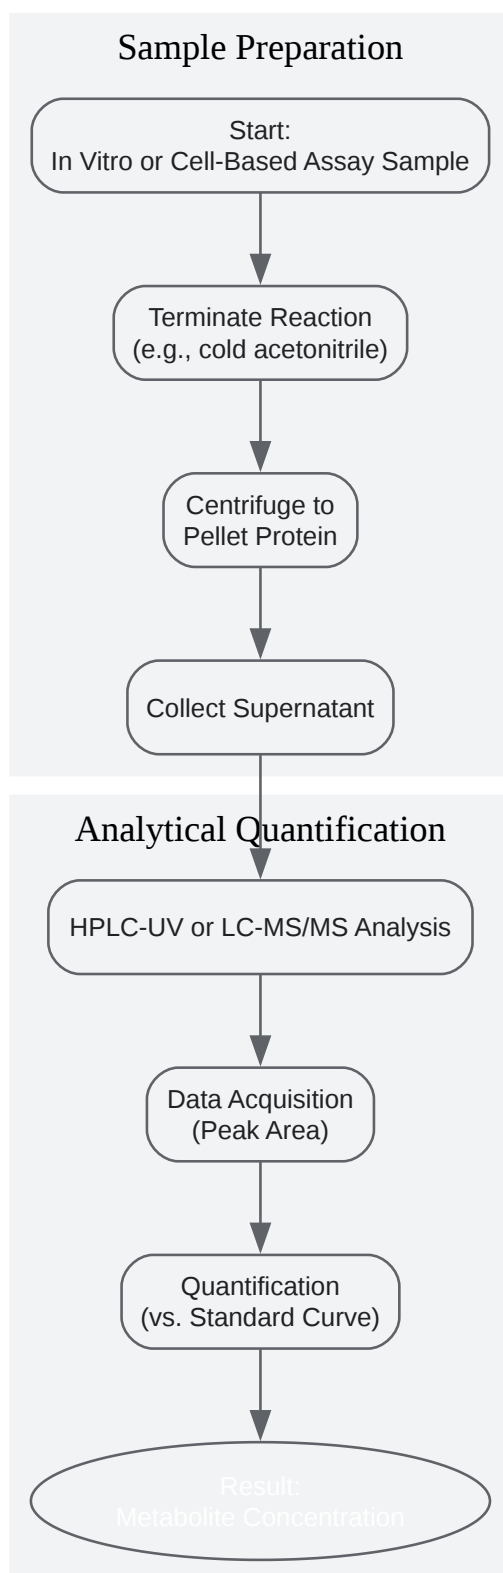 Sample Preparation
Start:
In Vitro or Cell-Based Assay Sample
Terminate Reaction
(e.g., cold acetonitrile)
Centrifuge to
Pellet Protein
Collect Supernatant
Analytical Quantification
HPLC-UV or LC-MS/MS Analysis
Data Acquisition
(Peak Area)
Quantification
(vs. Standard Curve)
Result:
Metabolite Concentration